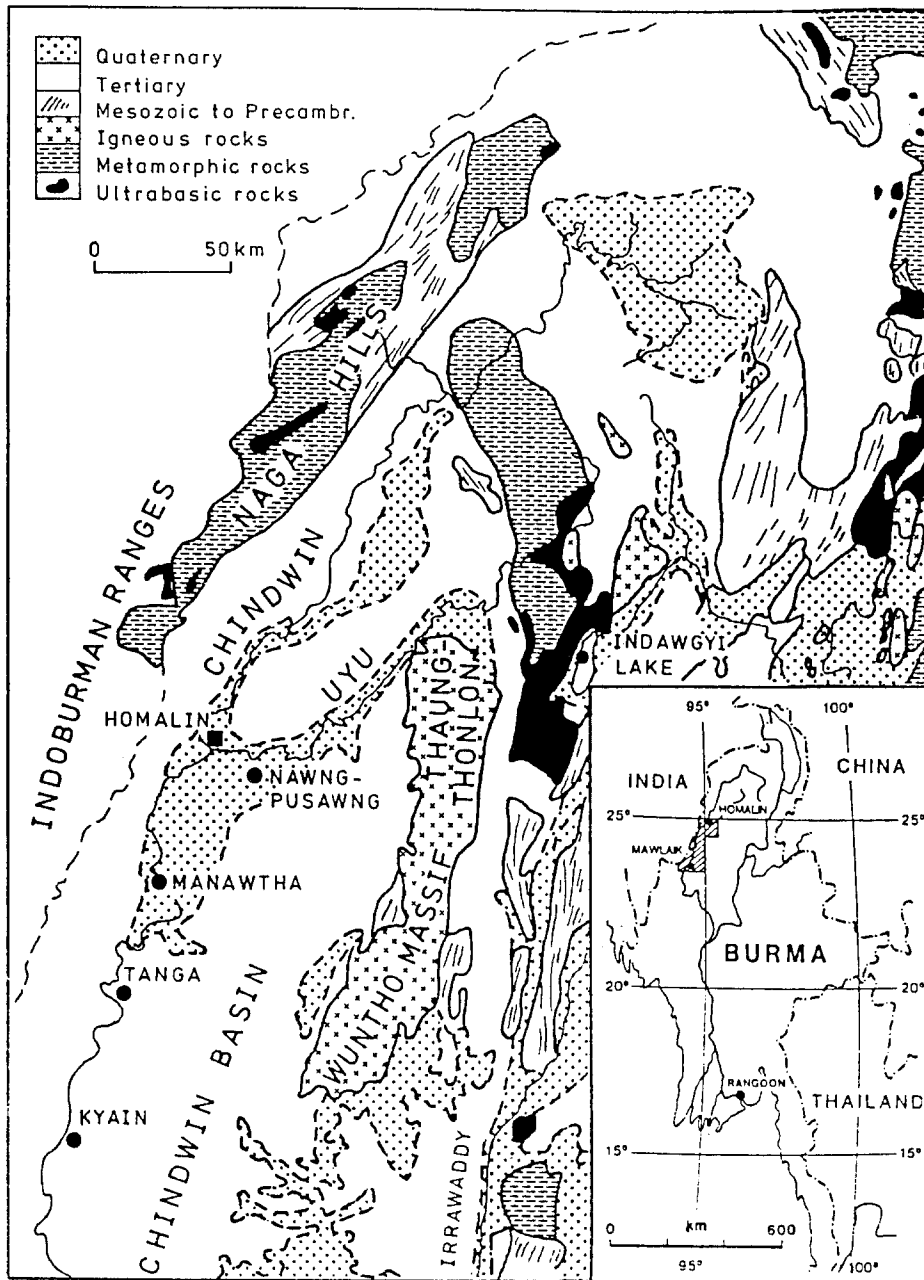 Quaternary
Tertiary
Mesozoic to Precambr.
Igneous rocks
Metamorphic rocks
Ultrabasic rocks
0 50 km
NAGA HILLS
INDOBURMAN RANGES
CHINDWIN
UYU
HOMALIN
NAWNG-
PUSAWNG
THAUNG-
THONLON
INDAWGYI
LAKE
MANAWTHA
TANGA
WUNTHO MASSIF
CHINDWIN BASIN
KYAIN
IRRAWADDY
95° 100°
INDIA
CHINA
HOMALIN
25° 25°
MAWLAIK
BURMA
20° 20°
RANGOON
THAILAND
15° 15°
0 km 600
95° 100°